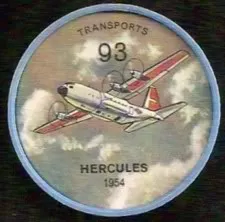 TRANSPORTS
93
HERCULES
1954